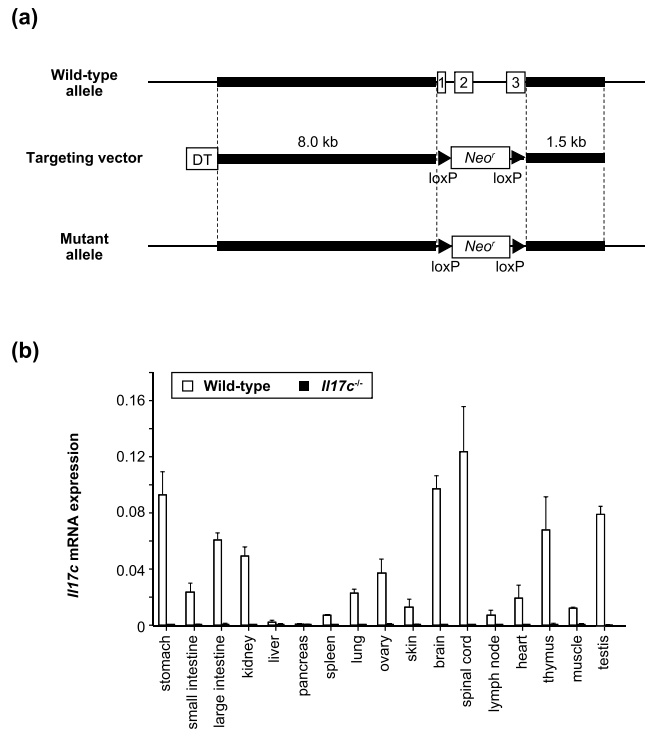 (a)
Wild-type
allele
1 2 3
Targeting vector
DT
8.0 kb
Neoʳ
1.5 kb
loxP loxP
Mutant
allele
Neoʳ
loxP loxP
(b)
Wild-type Il17c-/-
Il17c mRNA expression
0.16
0.12
0.08
0.04
0
stomach
small intestine
large intestine
kidney
liver
pancreas
spleen
lung
ovary
skin
brain
spinal cord
lymph node
heart
thymus
muscle
testis